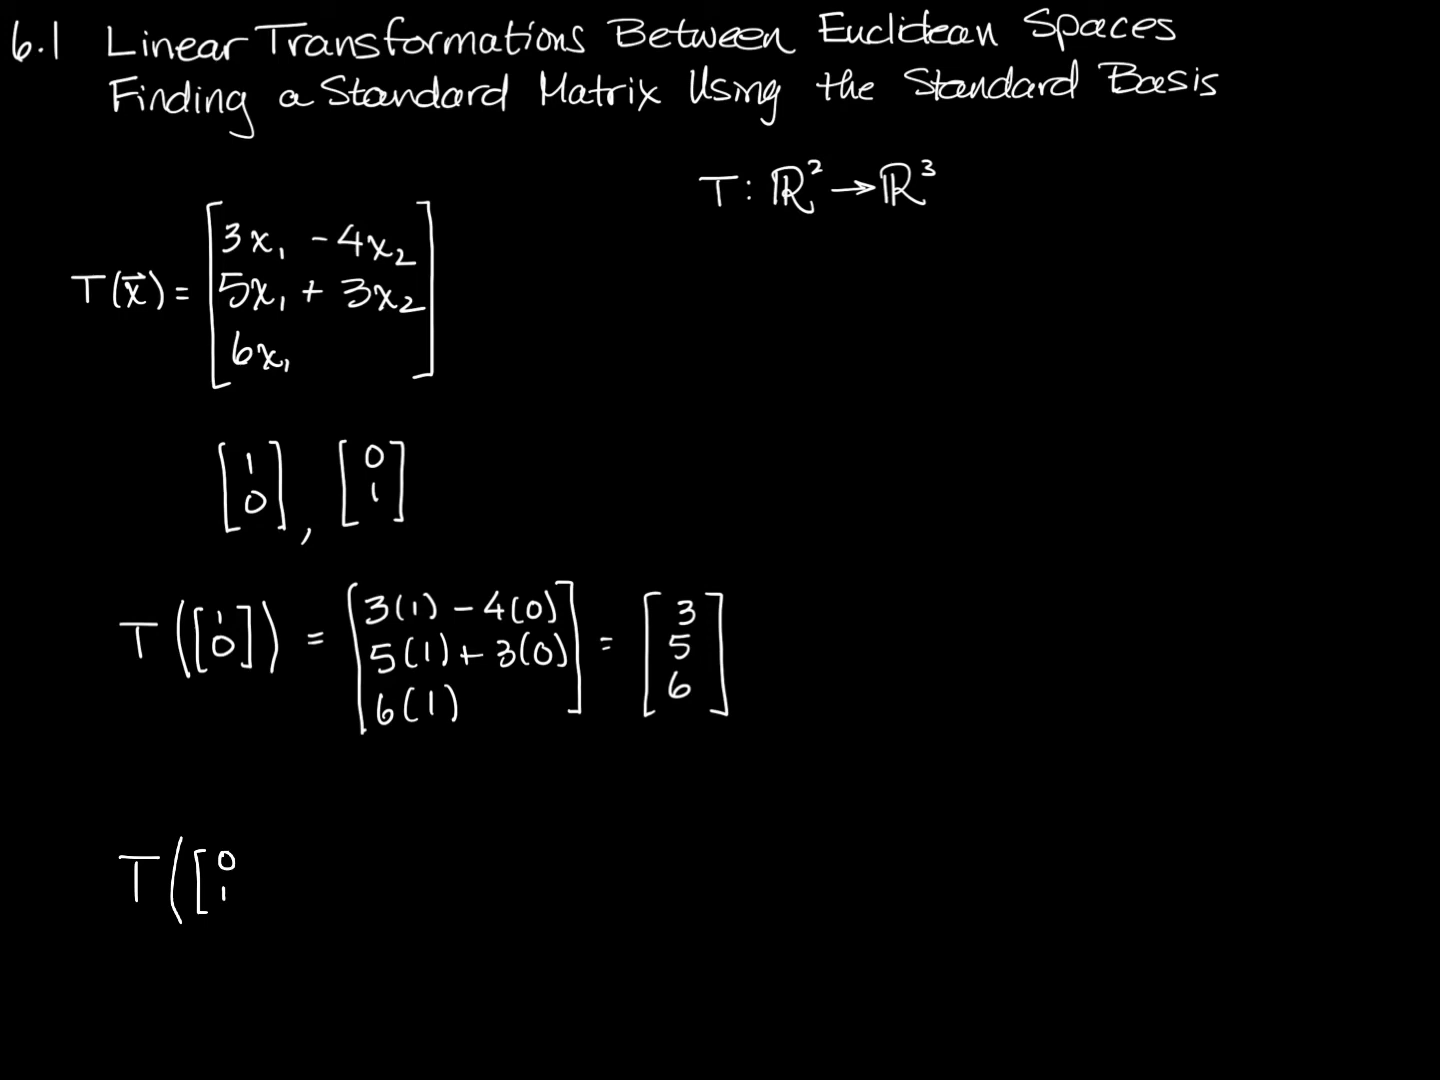 6.1 Linear Transformations Between Euclidean Spaces
Finding a Standard Matrix Using the Standard Basis
T: ℝ² → ℝ³
T(x⃗) = [3x₁ - 4x₂
5x₁ + 3x₂
6x₁]
[1
0], [0
1]
T([1
0]) = [3(1) - 4(0)
5(1) + 3(0)
6(1)] = [3
5
6]
T([0
1